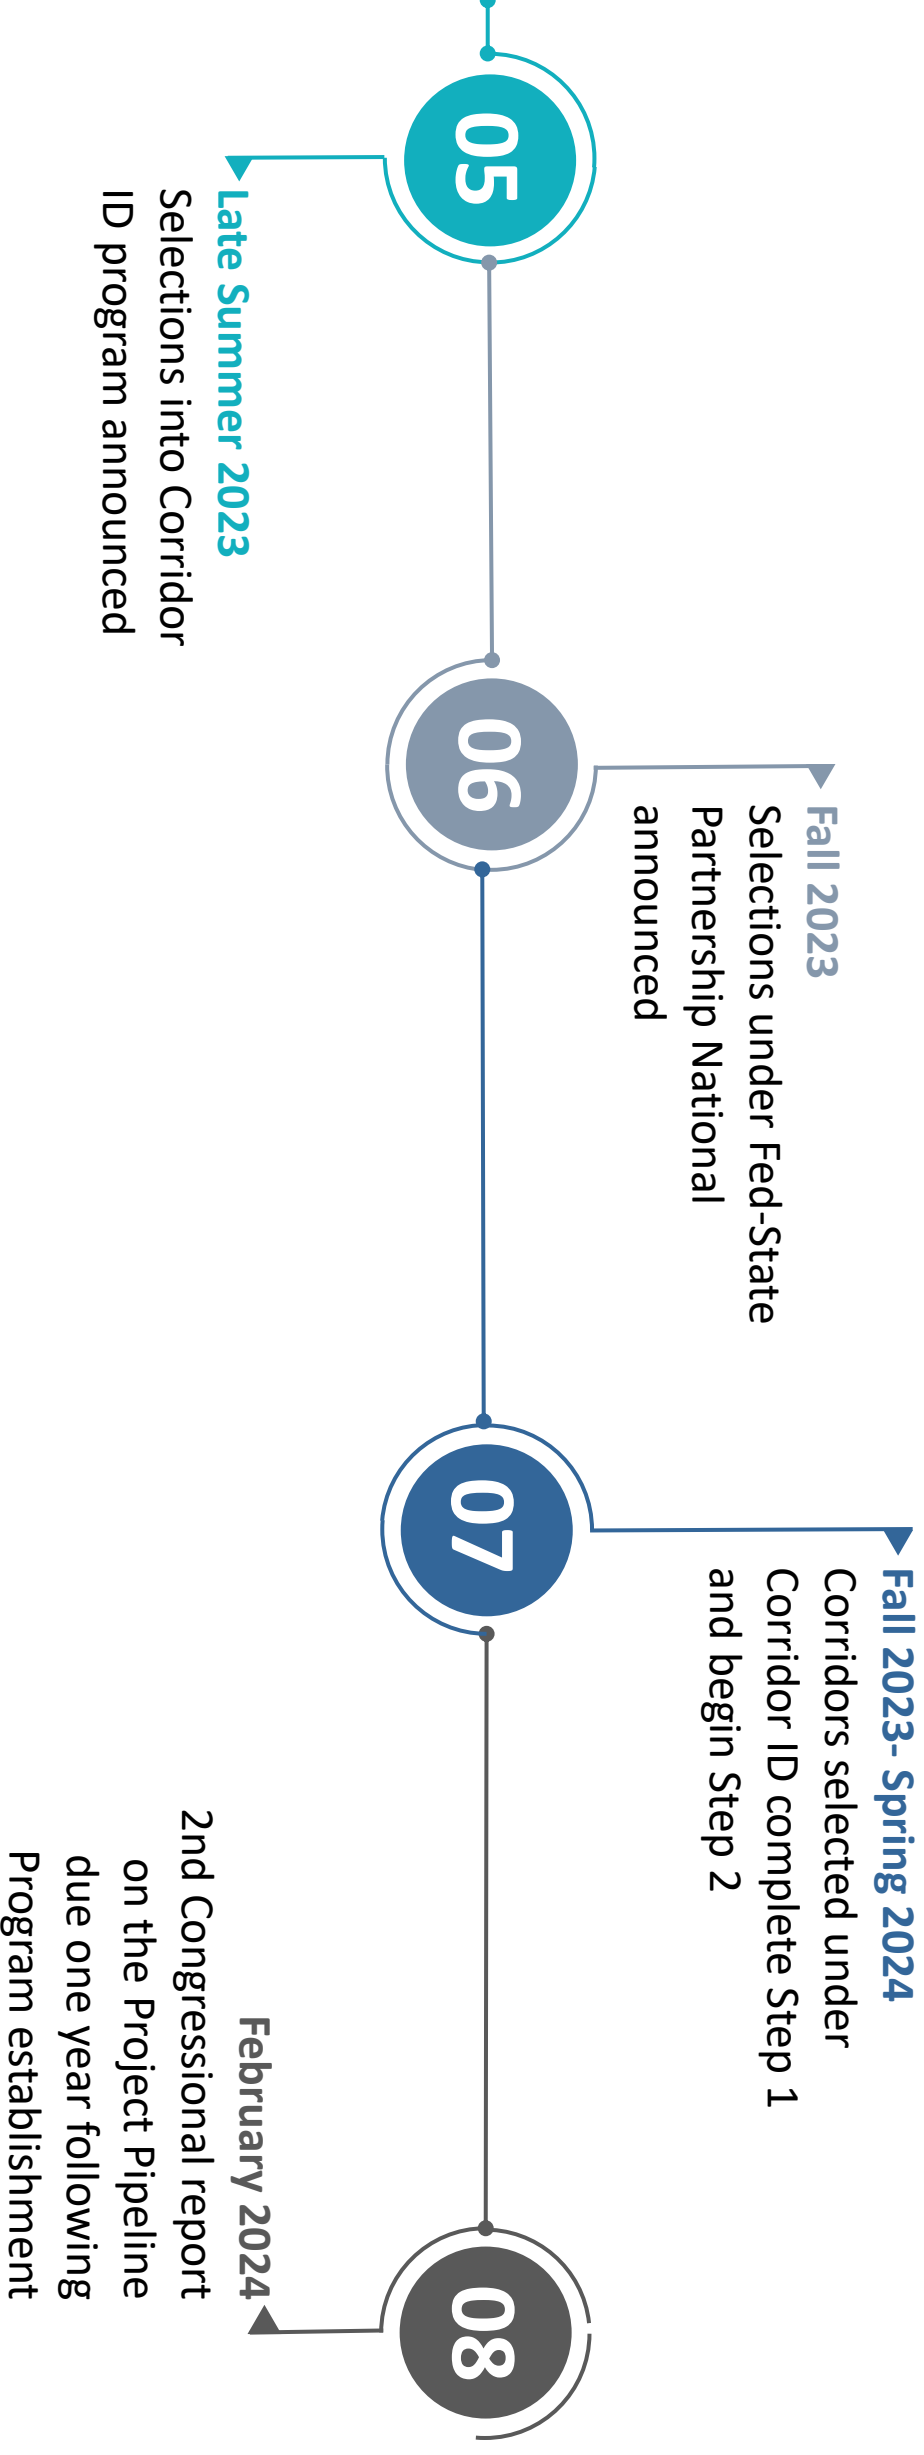 05
Late Summer 2023
Selections into Corridor
ID program announced
06
Fall 2023
Selections under Fed-State
Partnership National
announced
07
Fall 2023- Spring 2024
Corridors selected under
Corridor ID complete Step 1
and begin Step 2
08
February 2024
2nd Congressional report
on the Project Pipeline
due one year following
Program establishment